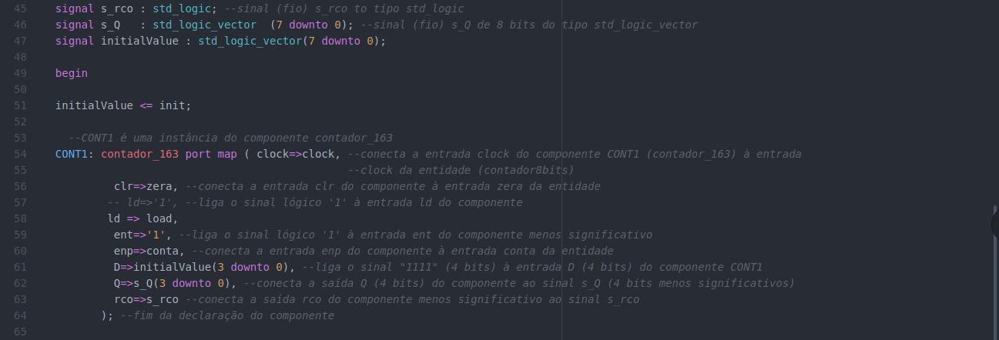 45 signal s_rco : std_logic; --sinal (fio) s_rco to tipo std_logic
46 signal s_Q   : std_logic_vector  (7 downto 0); --sinal (fio) s_Q de 8 bits do tipo std_logic_vector
47 signal initialValue : std_logic_vector(7 downto 0);
48
49 begin
50
51 initialValue <= init;
52
53   --CONT1 é uma instância do componente contador_163
54 CONT1: contador_163 port map ( clock=>clock, --conecta a entrada clock do componente CONT1 (contador_163) à entrada
55                                              --clock da entidade (contador8bits)
56          clr=>zera, --conecta a entrada clr do componente à entrada zera da entidade
57         -- ld=>'1', --liga o sinal lógico '1' à entrada ld do componente
58         ld => load,
59          ent=>'1', --liga o sinal lógico '1' à entrada ent do componente menos significativo
60          enp=>conta, --conecta a entrada enp do componente à entrada conta da entidade
61          D=>initialValue(3 downto 0), --liga o sinal "1111" (4 bits) à entrada D (4 bits) do componente CONT1
62          Q=>s_Q(3 downto 0), --conecta a saída Q (4 bits) do componente ao sinal s_Q (4 bits menos significativos)
63          rco=>s_rco --conecta a saída rco do componente menos significativo ao sinal s_rco
64        ); --fim da declaração do componente
65